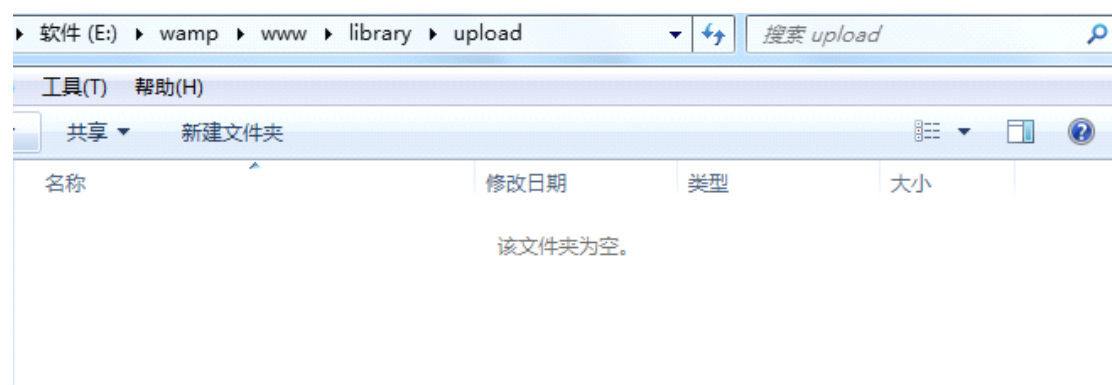 软件 (E:) wamp www library upload 搜索 upload
工具(T) 帮助(H)
共享 新建文件夹
名称 修改日期 类型 大小
该文件夹为空。